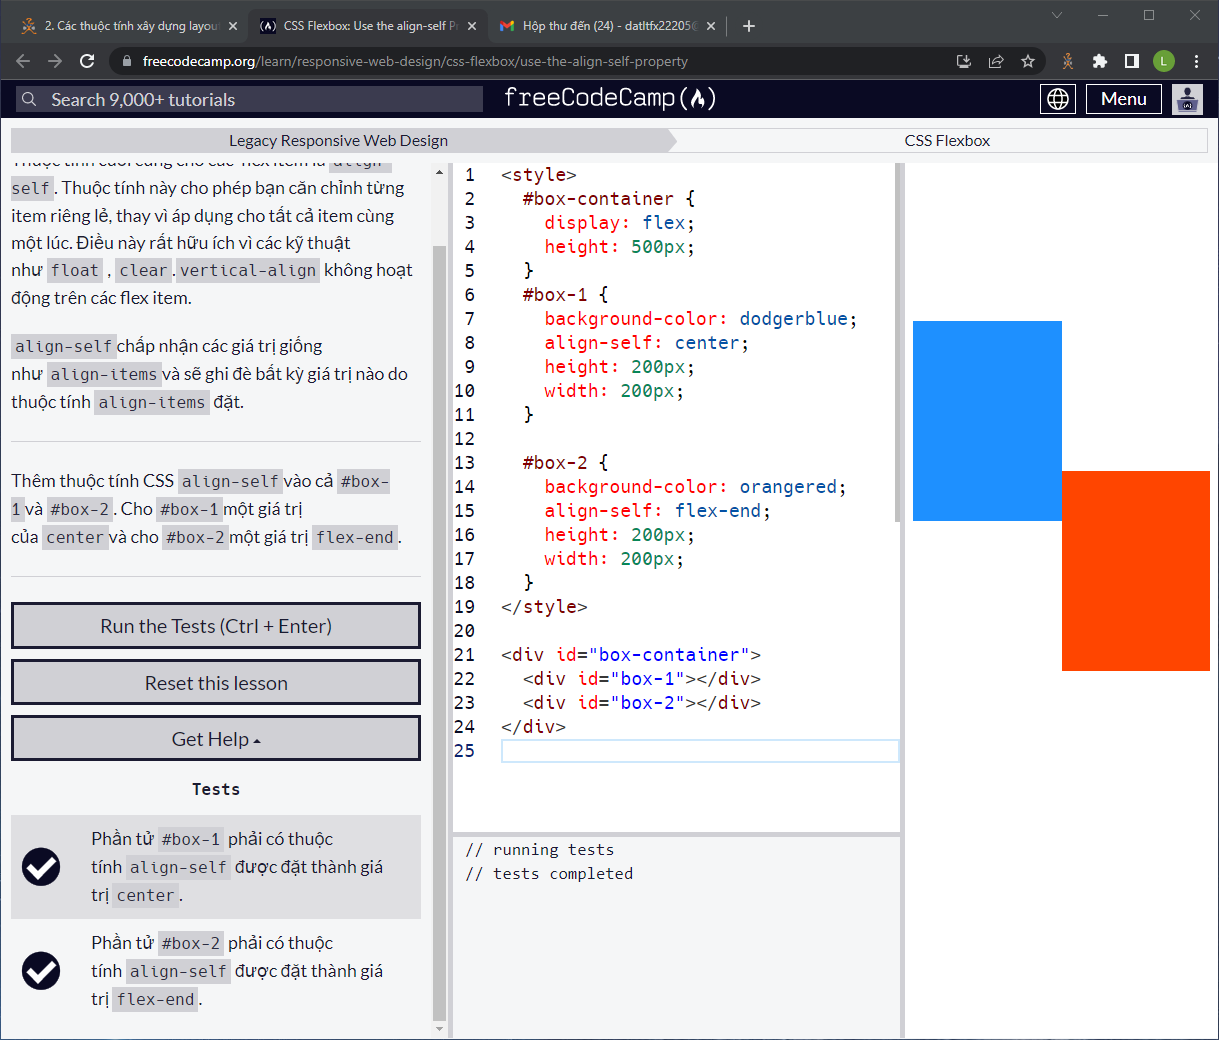 2. Các thuộc tính xây dựng layou
CSS Flexbox: Use the align-self Pr
Hộp thư đến (24) - datltfx22205@
freecodecamp.org/learn/responsive-web-design/css-flexbox/use-the-align-self-property
L
Search 9,000+ tutorials
freeCodeCamp
Menu
Legacy Responsive Web Design
CSS Flexbox
Thuộc tính cuối cùng cho các flex item là align-
self. Thuộc tính này cho phép bạn căn chỉnh từng
item riêng lẻ, thay vì áp dụng cho tất cả item cùng
một lúc. Điều này rất hữu ích vì các kỹ thuật
như float , clear. vertical-align không hoạt
động trên các flex item.
align-self chấp nhận các giá trị giống
như align-items và sẽ ghi đè bất kỳ giá trị nào do
thuộc tính align-items đặt.
Thêm thuộc tính CSS align-self vào cả #box-
1 và #box-2. Cho #box-1 một giá trị
của center và cho #box-2 một giá trị flex-end.
Run the Tests (Ctrl + Enter)
Reset this lesson
Get Help
Tests
Phần tử #box-1 phải có thuộc
tính align-self được đặt thành giá
trị center.
Phần tử #box-2 phải có thuộc
tính align-self được đặt thành giá
trị flex-end.
1 <style>
2 #box-container {
3 display: flex;
4 height: 500px;
5 }
6 #box-1 {
7 background-color: dodgerblue;
8 align-self: center;
9 height: 200px;
10 width: 200px;
11 }
12
13 #box-2 {
14 background-color: orangered;
15 align-self: flex-end;
16 height: 200px;
17 width: 200px;
18 }
19 </style>
20
21 <div id="box-container">
22 <div id="box-1"></div>
23 <div id="box-2"></div>
24 </div>
25
// running tests
// tests completed